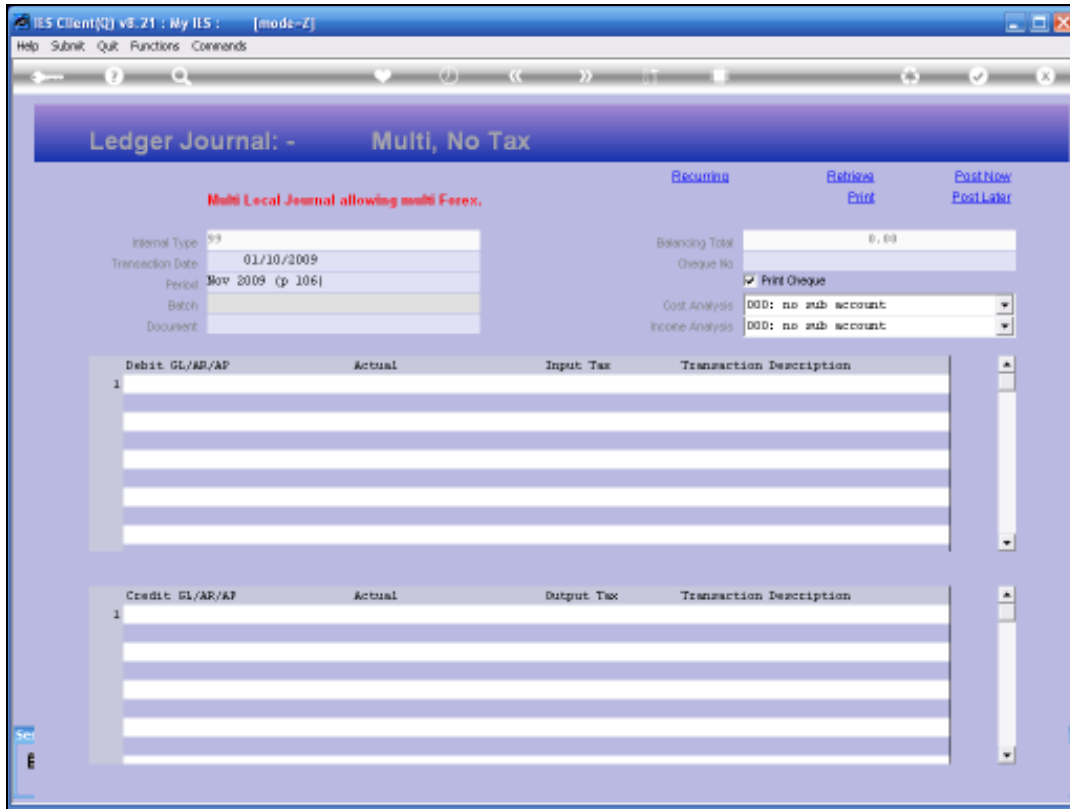 IES Client(Q) v8.21 : My IES : [mode-Z]
Help Submit Quit Functions Commands
Ledger Journal: - Multi, No Tax
Recurring Retrieve Post Now
Multi Local Journal allowing multi Forex. Print Post Later
Internal Type 99 Balancing Total 0.00
Transaction Date 01/10/2009 Cheque No
Period Nov 2009 (p 106) Print Cheque
Batch Cost Analysis 000: no sub account
Document Income Analysis 000: no sub account
Debit GL/AR/AP Actual Input Tax Transaction Description
1
Credit GL/AR/AP Actual Output Tax Transaction Description
1